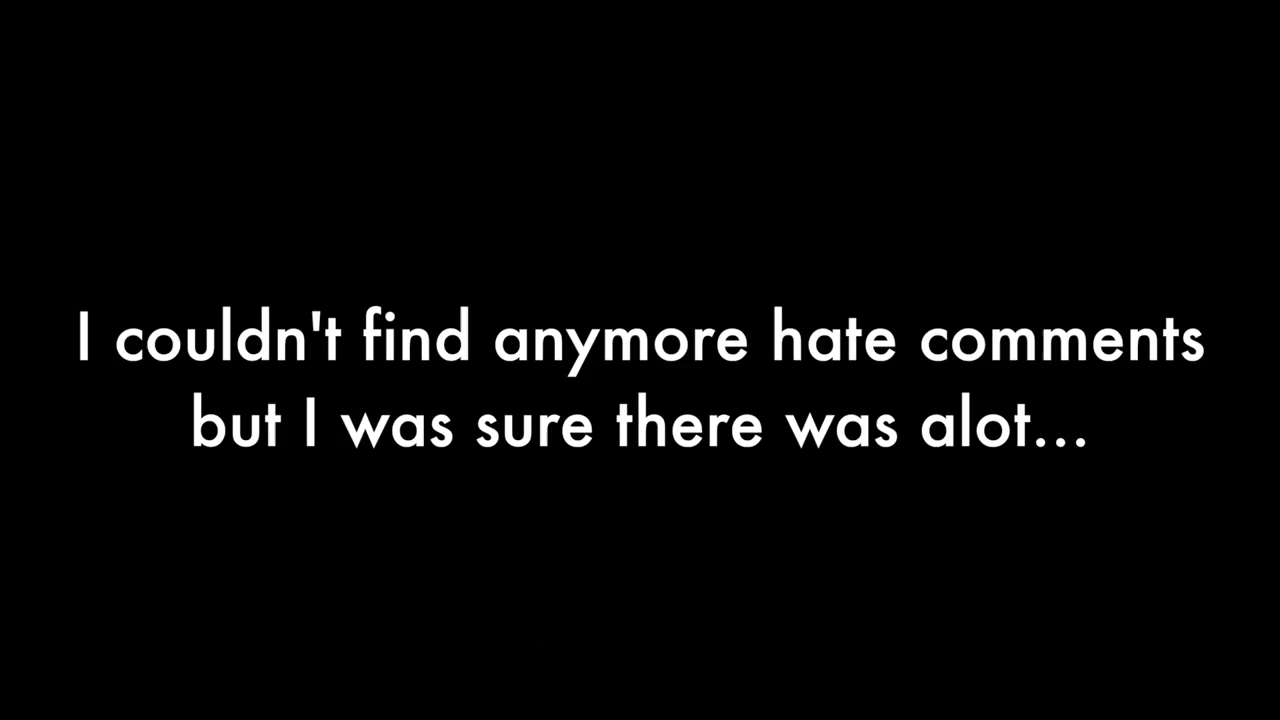 I couldn't find anymore hate comments
but I was sure there was alot...